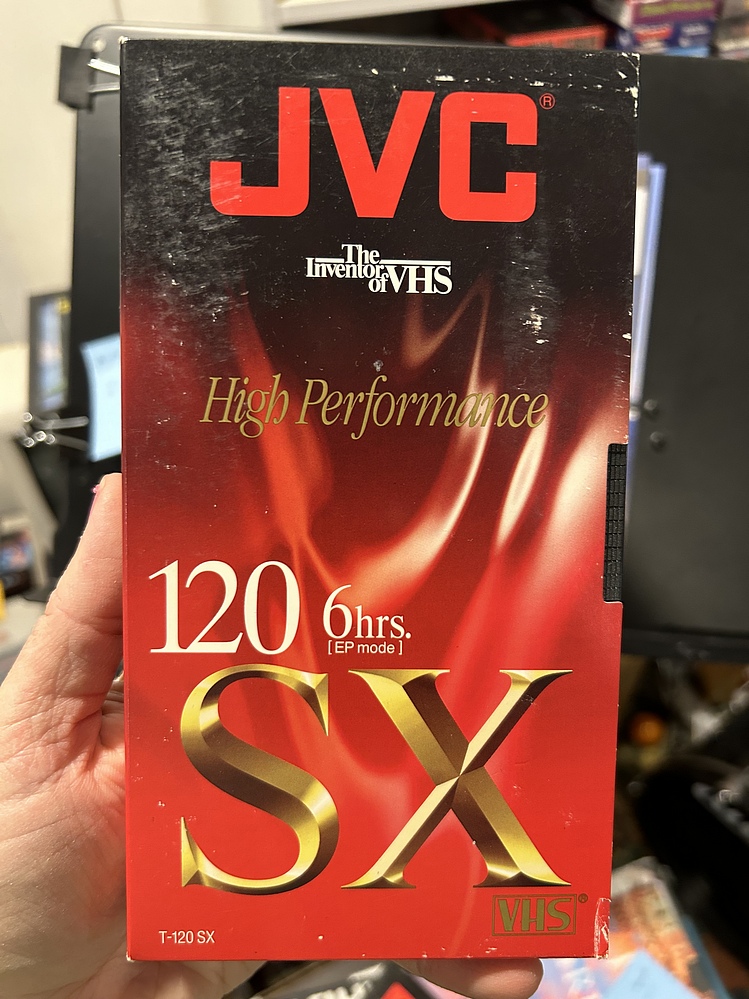 JVC®
The
Inventor
of VHS
High Performance
120 6hrs.
[EP mode]
SX
VHS®
T-120 SX